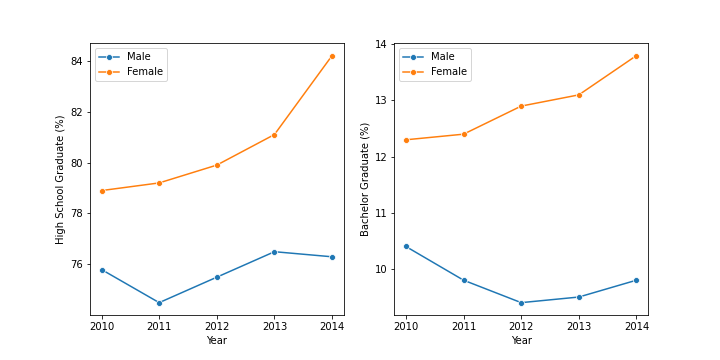 Male
Female
High School Graduate (%)
84
82
80
78
76
2010 2011 2012 2013 2014
Year
Male
Female
Bachelor Graduate (%)
14
13
12
11
10
2010 2011 2012 2013 2014
Year